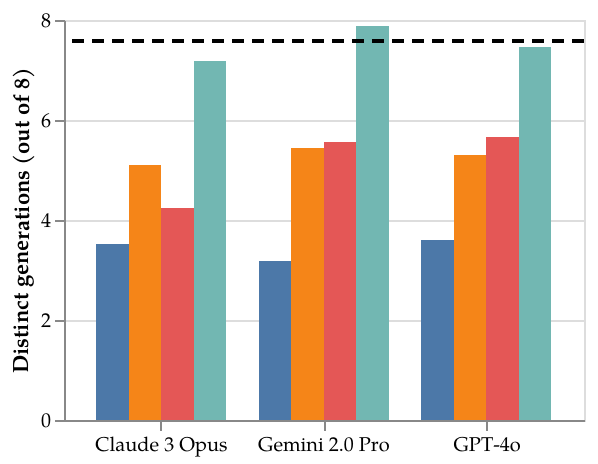 Distinct generations (out of 8)
8
6
4
2
0
Claude 3 Opus
Gemini 2.0 Pro
GPT-4o